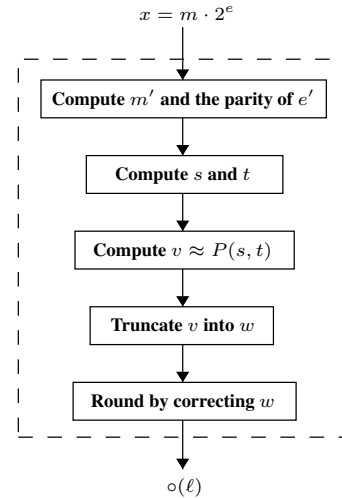 x = m · 2^e
Compute m′ and the parity of e′
Compute s and t
Compute v ≈ P(s, t)
Truncate v into w
Round by correcting w
∘(ℓ)